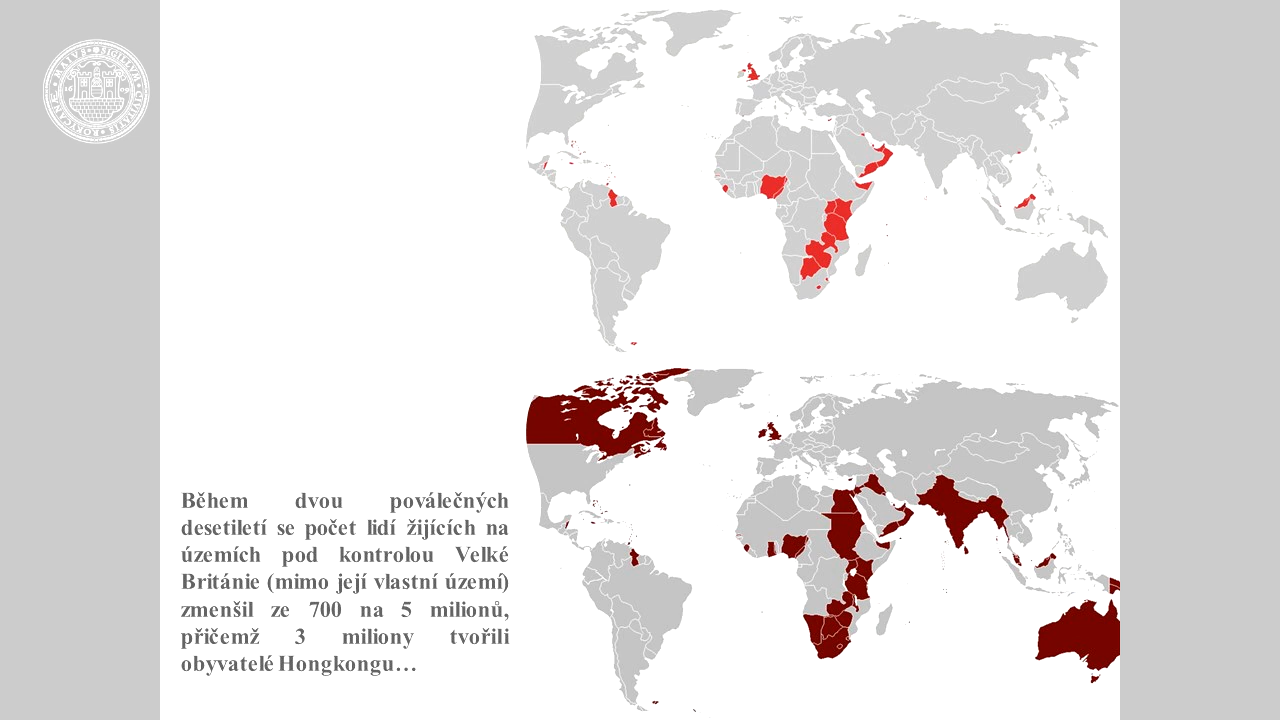 Během dvou poválečných
desetiletí se počet lidí žijících na
územích pod kontrolou Velké
Británie (mimo její vlastní území)
zmenšil ze 700 na 5 milionů,
přičemž 3 miliony tvořili
obyvatelé Hongkongu…